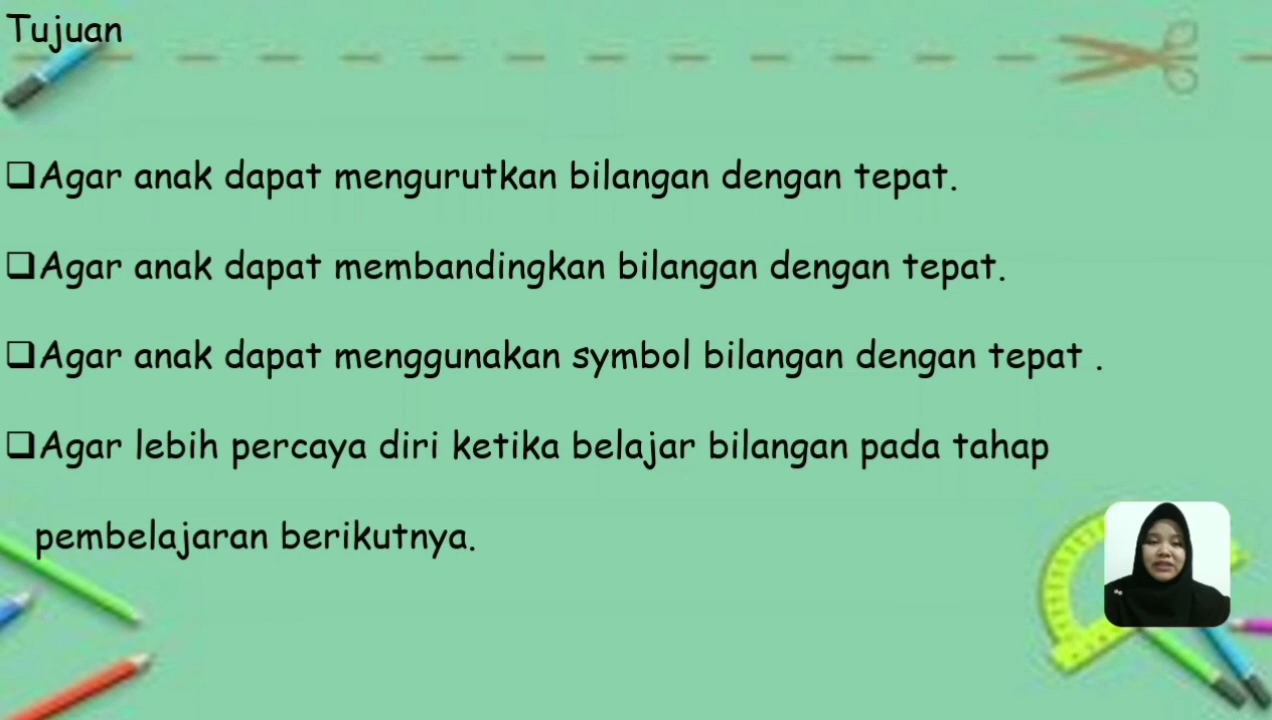 Tujuan
❑Agar anak dapat mengurutkan bilangan dengan tepat.
❑Agar anak dapat membandingkan bilangan dengan tepat.
❑Agar anak dapat menggunakan symbol bilangan dengan tepat .
❑Agar lebih percaya diri ketika belajar bilangan pada tahap
pembelajaran berikutnya.